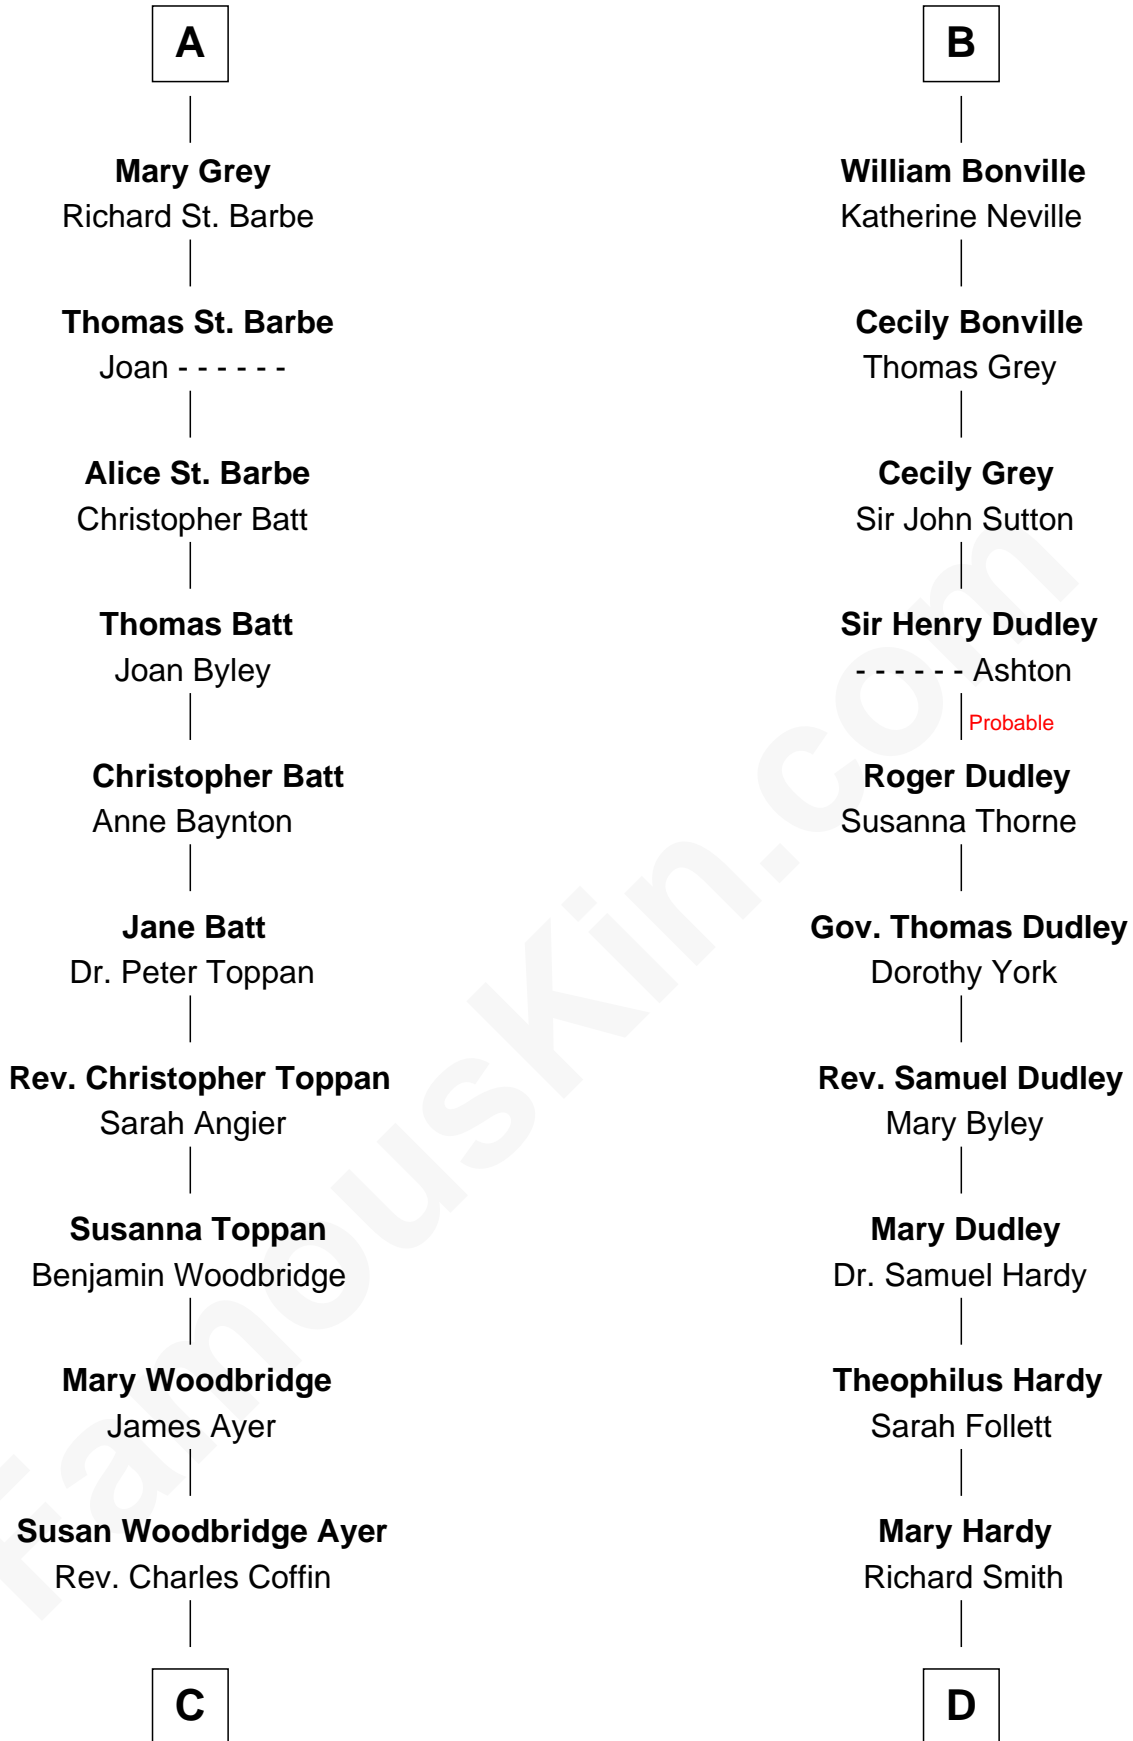 A
Mary Grey
Richard St. Barbe
Thomas St. Barbe
Joan - - - - - -
Alice St. Barbe
Christopher Batt
Thomas Batt
Joan Byley
Christopher Batt
Anne Baynton
Jane Batt
Dr. Peter Toppan
Rev. Christopher Toppan
Sarah Angier
Susanna Toppan
Benjamin Woodbridge
Mary Woodbridge
James Ayer
Susan Woodbridge Ayer
Rev. Charles Coffin
C
B
William Bonville
Katherine Neville
Cecily Bonville
Thomas Grey
Cecily Grey
Sir John Sutton
Sir Henry Dudley
- - - - - - Ashton
Probable
Roger Dudley
Susanna Thorne
Gov. Thomas Dudley
Dorothy York
Rev. Samuel Dudley
Mary Byley
Mary Dudley
Dr. Samuel Hardy
Theophilus Hardy
Sarah Follett
Mary Hardy
Richard Smith
D
FamousKin.com